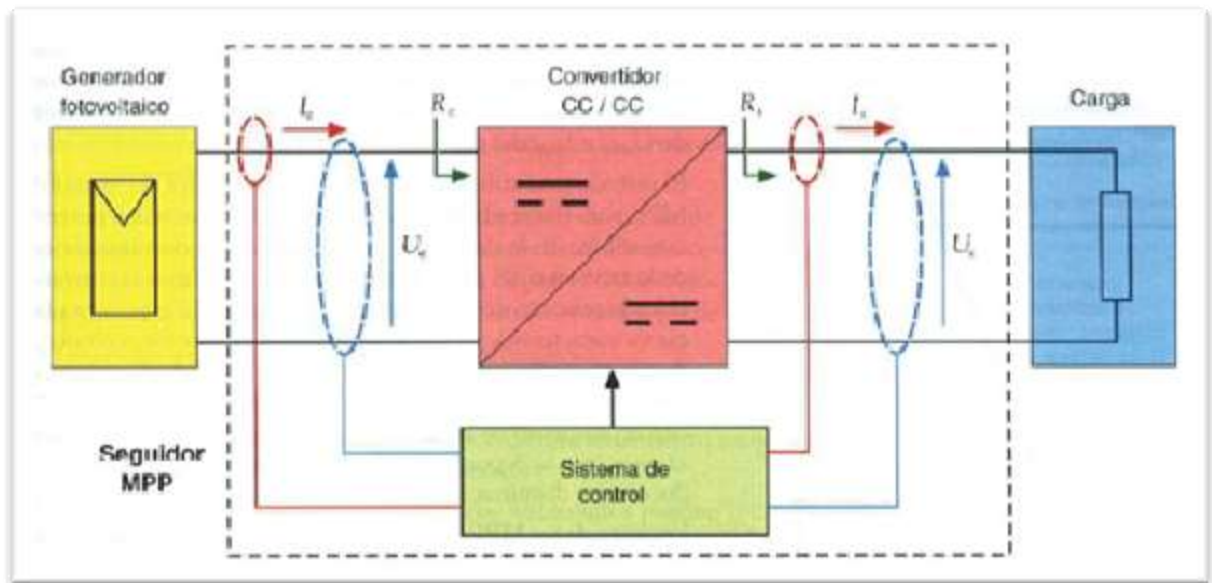 Generador
fotovoltaico
Convertidor
CC / CC
Carga
Seguidor
MPP
Sistema de
control